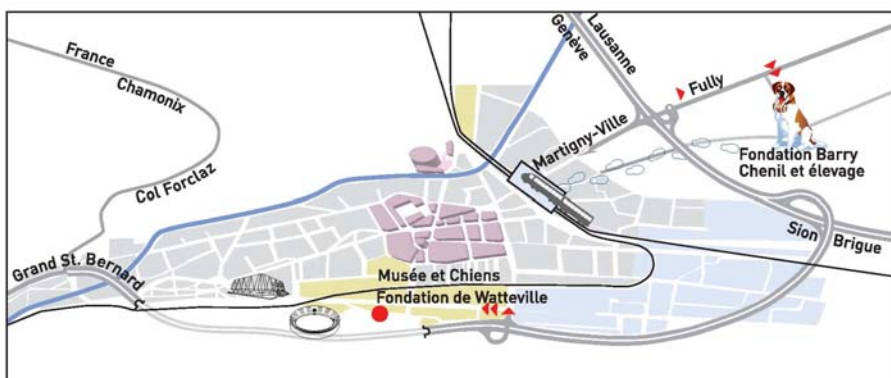 France
Chamonix
Col Forclaz
Grand St. Bernard
Genève
Lausanne
Fully
Martigny-Ville
Fondation Barry
Chenil et élevage
Sion
Brigue
Musée et Chiens
Fondation de Watteville